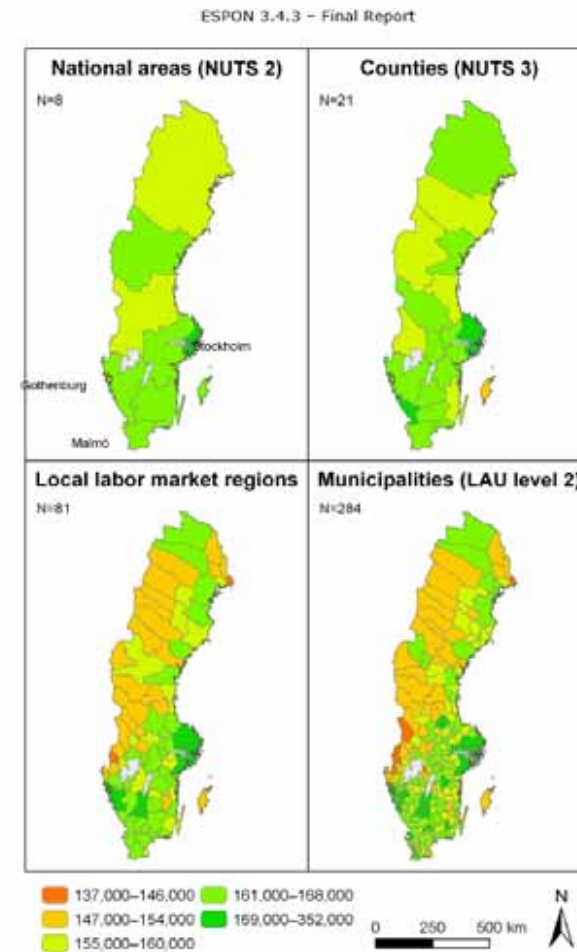 ESPON 3.4.3 – Final Report
National areas (NUTS 2)
N=8
Stockholm
Gothenburg
Malmö
Counties (NUTS 3)
N=21
Local labor market regions
N=81
Municipalities (LAU level 2)
N=284
137,000–146,000
147,000–154,000
155,000–160,000
161,000–168,000
169,000–352,000
0 250 500 km
N